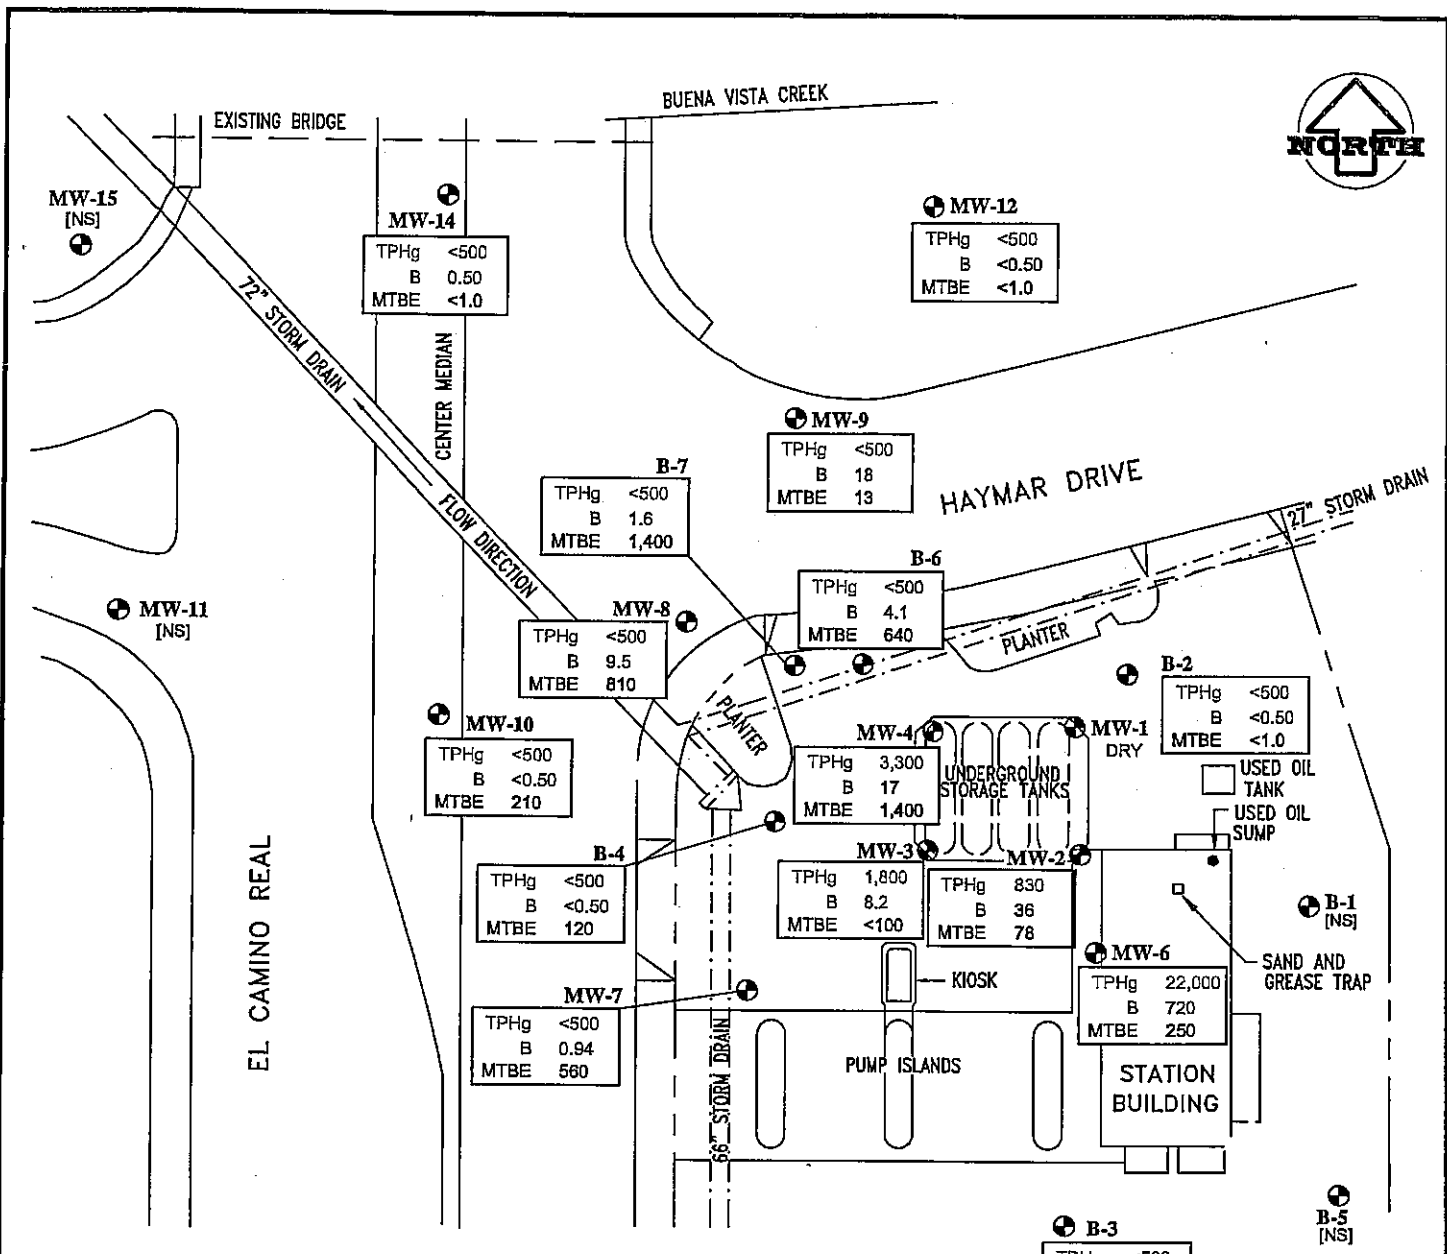 BUENA VISTA CREEK
EXISTING BRIDGE
NORTH
MW-15
[NS]
MW-14
TPHg <500
B 0.50
MTBE <1.0
MW-12
TPHg <500
B <0.50
MTBE <1.0
72" STORM DRAIN
CENTER MEDIAN
FLOW DIRECTION
MW-9
TPHg <500
B 18
MTBE 13
B-7
TPHg <500
B 1.6
MTBE 1,400
HAYMAR DRIVE
27" STORM DRAIN
B-6
TPHg <500
B 4.1
MTBE 640
MW-11
[NS]
MW-8
TPHg <500
B 9.5
MTBE 810
PLANTER
PLANTER
B-2
TPHg <500
B <0.50
MTBE <1.0
MW-10
TPHg <500
B <0.50
MTBE 210
MW-4
TPHg 3,300
B 17
MTBE 1,400
MW-1
DRY
UNDERGROUND
STORAGE TANKS
USED OIL
TANK
USED OIL
SUMP
B-4
TPHg <500
B <0.50
MTBE 120
MW-3
TPHg 1,800
B 8.2
MTBE <100
MW-2
TPHg 830
B 36
MTBE 78
B-1
[NS]
EL CAMINO REAL
MW-6
TPHg 22,000
B 720
MTBE 250
SAND AND
GREASE TRAP
KIOSK
MW-7
TPHg <500
B 0.94
MTBE 560
66" STORM DRAIN
PUMP ISLANDS
STATION
BUILDING
B-5
[NS]
B-3